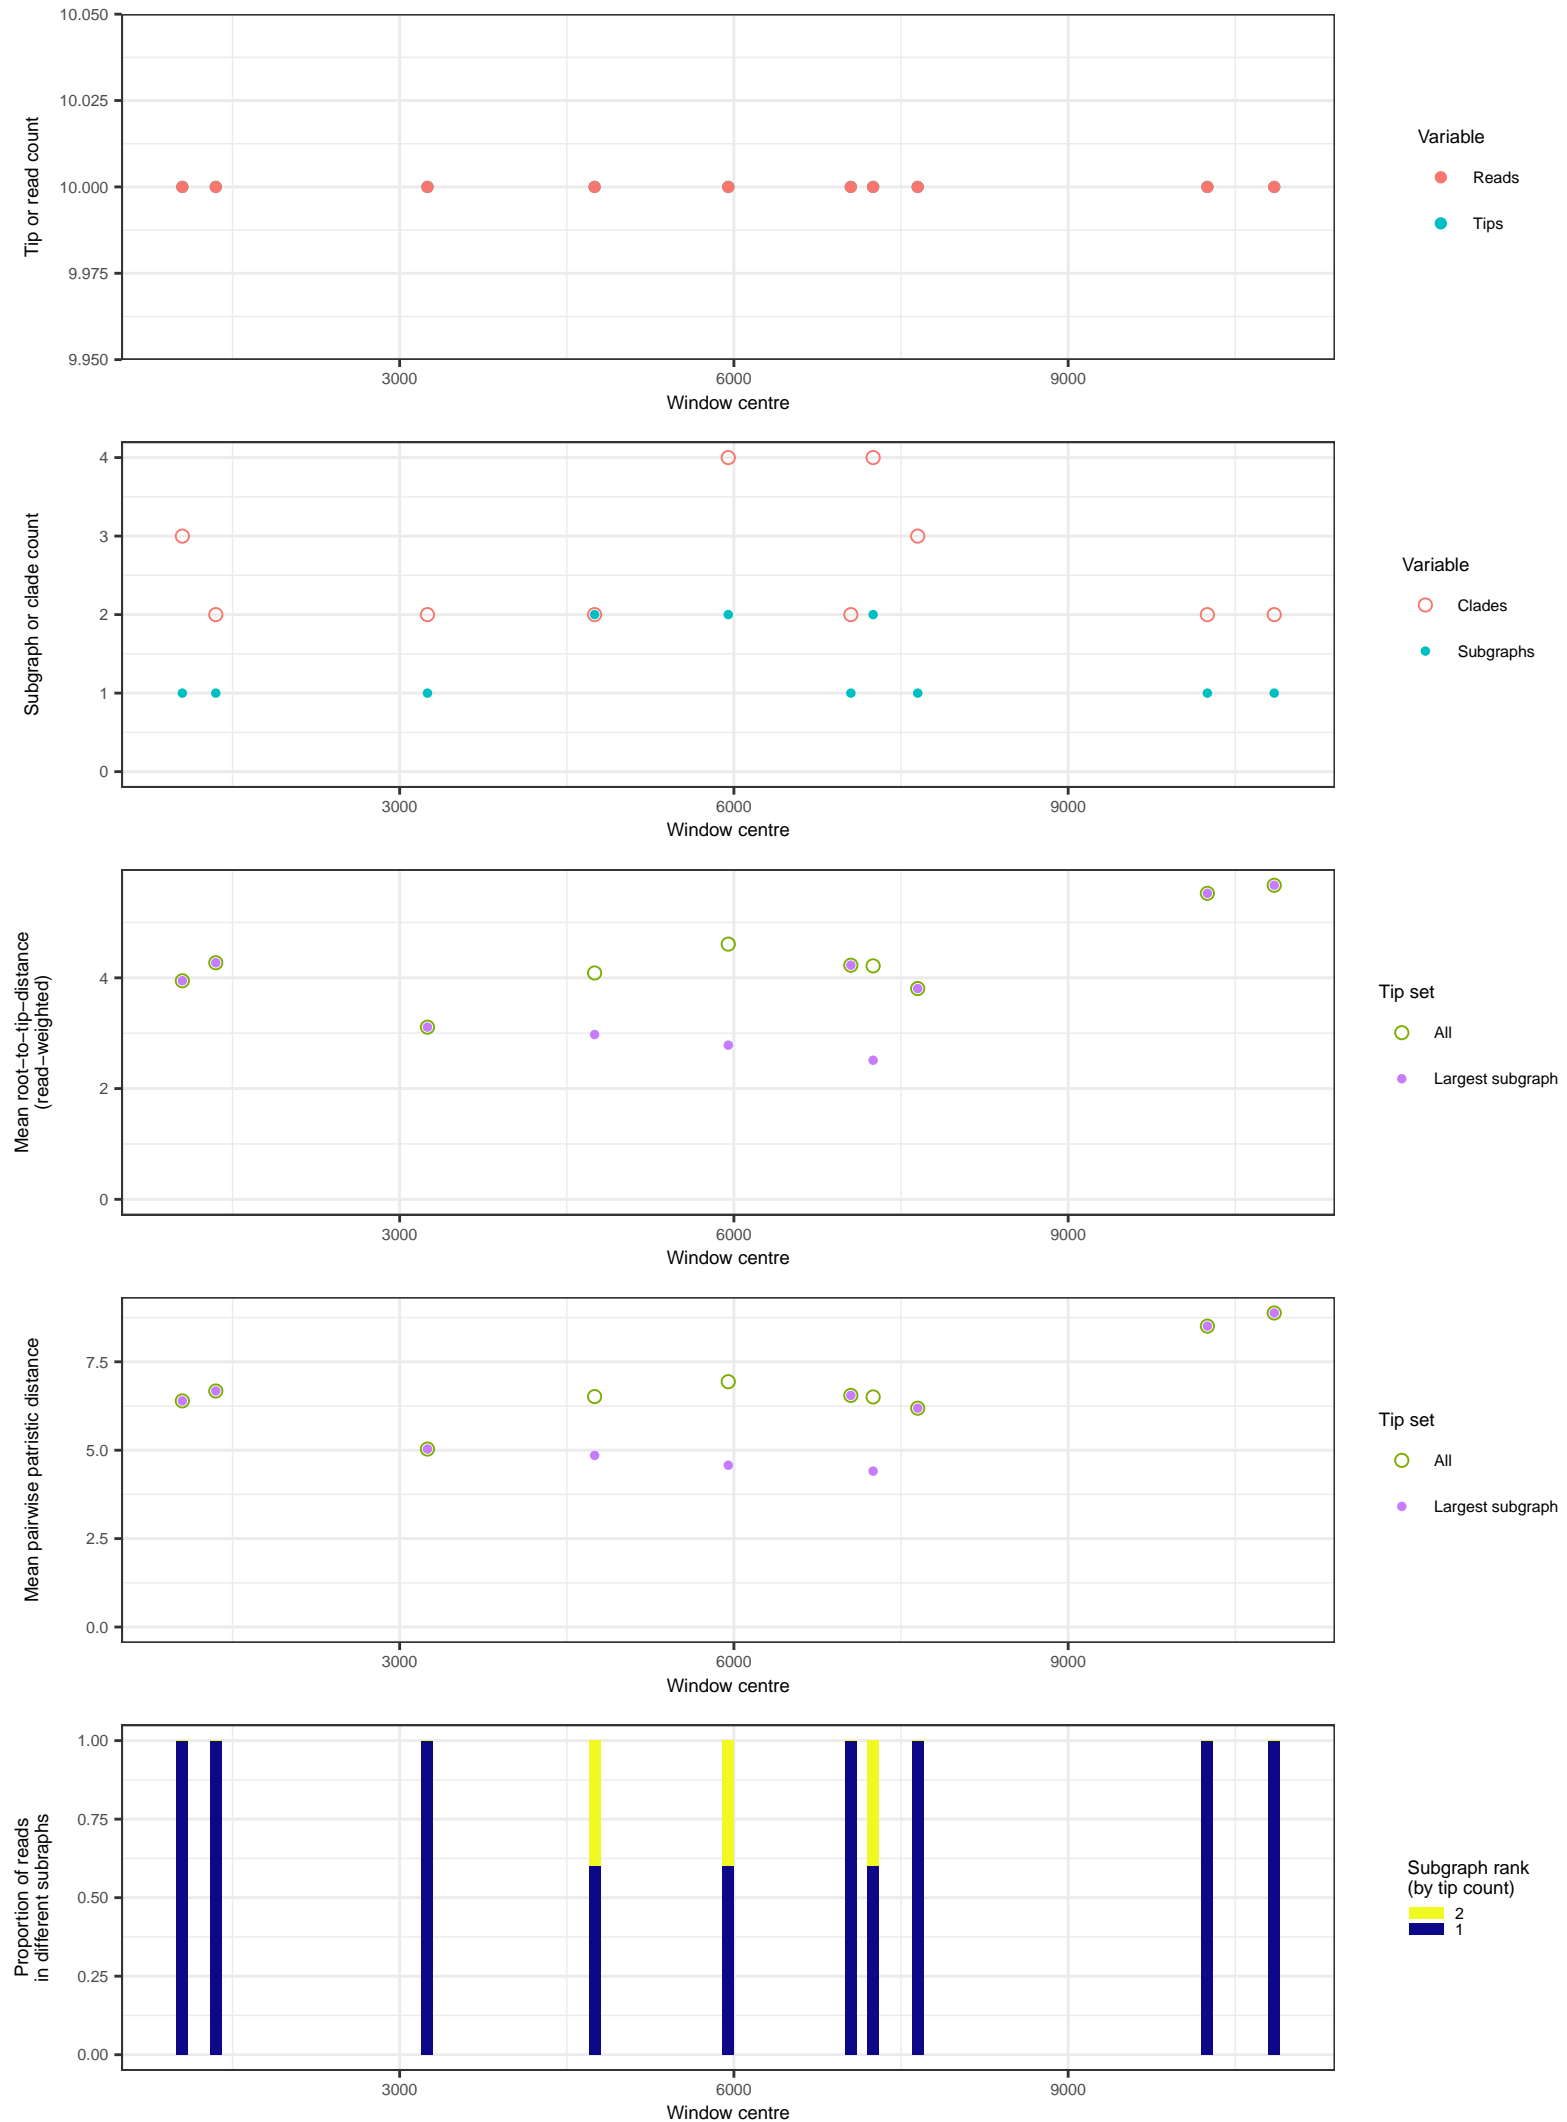 10.050
10.025
10.000
9.975
9.950
Tip or read count
3000
6000
9000
Window centre
Variable
Reads
Tips
4
3
2
1
0
Subgraph or clade count
3000
6000
9000
Window centre
Variable
Clades
Subgraphs
4
2
0
Mean root−to−tip−distance
(read−weighted)
3000
6000
9000
Window centre
Tip set
All
Largest subgraph
7.5
5.0
2.5
0.0
Mean pairwise patristic distance
3000
6000
9000
Window centre
Tip set
All
Largest subgraph
1.00
0.75
0.50
0.25
0.00
Proportion of reads
in different subraphs
3000
6000
9000
Window centre
Subgraph rank
(by tip count)
2
1